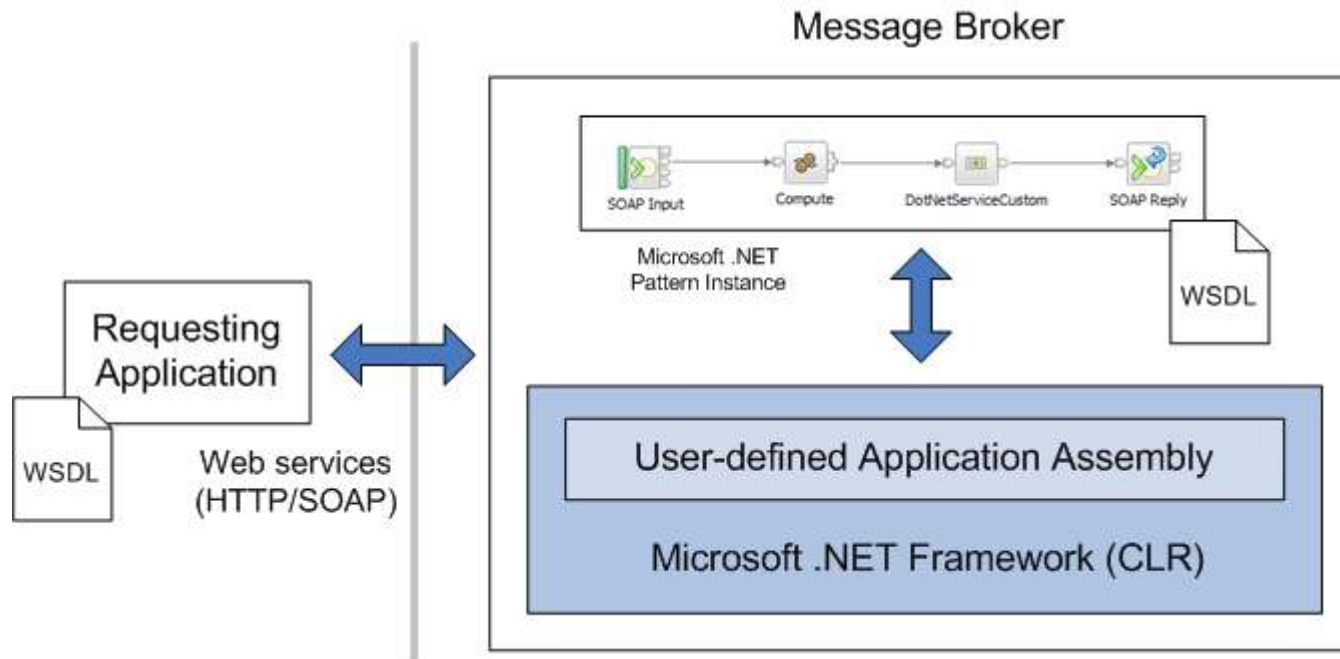 Message Broker
SOAP Input
Compute
DotNetServiceCustom
SOAP Reply
Microsoft .NET
Pattern Instance
WSDL
Requesting
Application
WSDL
Web services
(HTTP/SOAP)
User-defined Application Assembly
Microsoft .NET Framework (CLR)